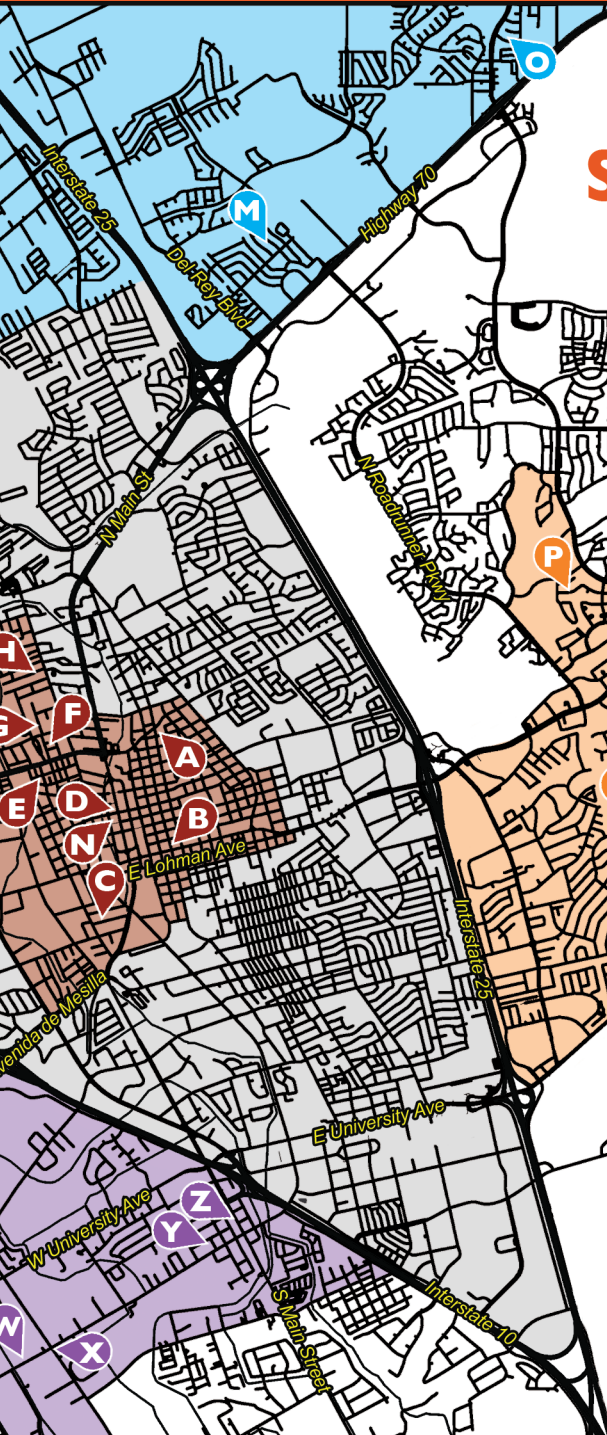 O
Interstate 25
S
Highway 70
M
Del Rey Blvd
N Main St
N Roadrunner Pkwy
P
H
F
G
A
E
D
B
N
E Lohman Ave
C
Interstate 25
venida de Mesilla
E University Ave
Z
W University Ave
Y
Interstate 10
S Main Street
W
X